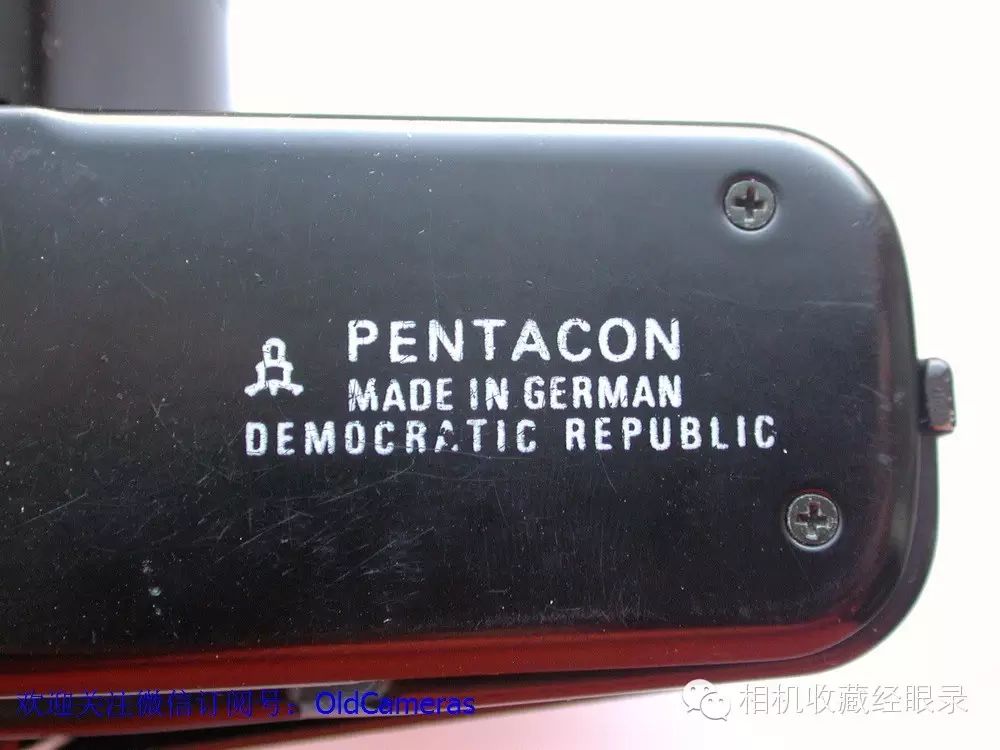 PENTACON
MADE IN GERMAN
DEMOCRATIC REPUBLIC
欢迎关注微信订阅号：OldCameras
相机收藏经眼录